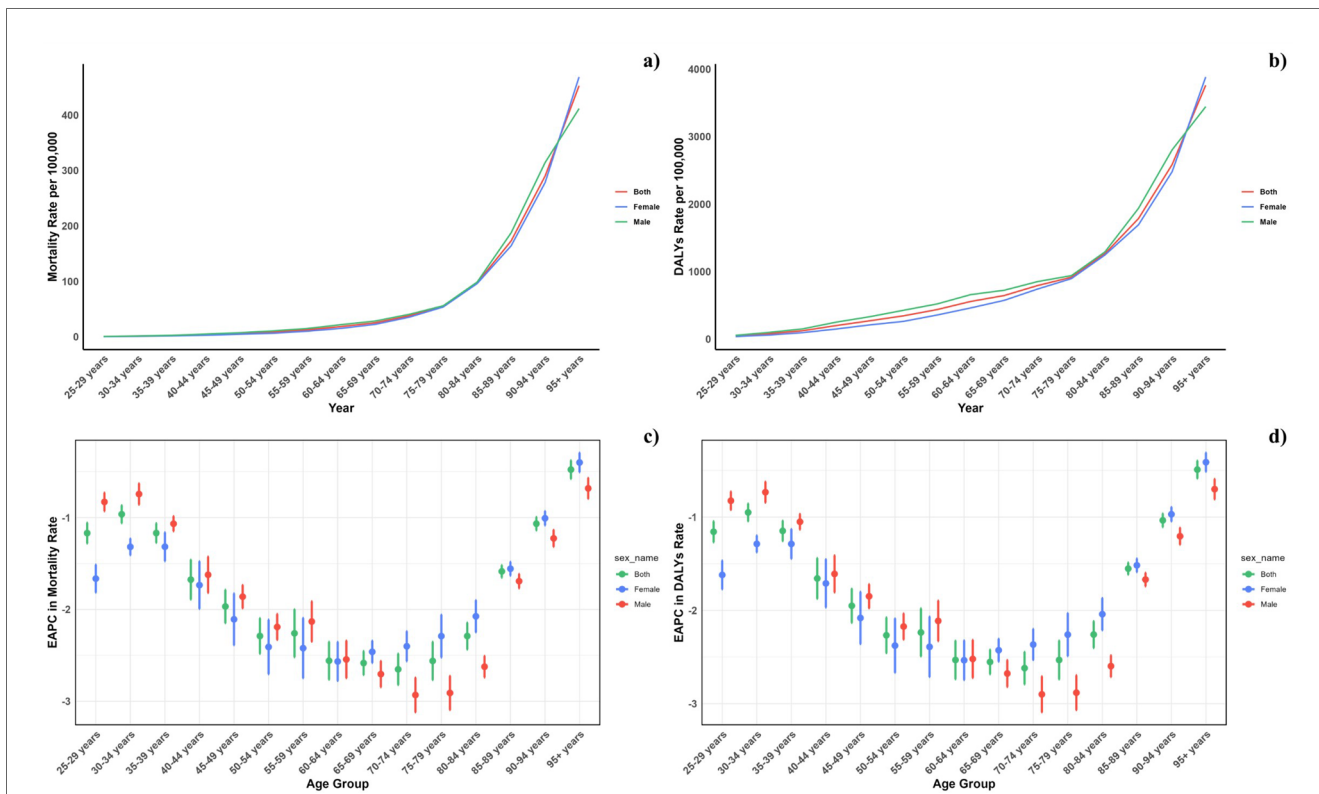 a)
Mortality Rate per 100,000
400
300
200
100
0
25-29 years
30-34 years
35-39 years
40-44 years
45-49 years
50-54 years
55-59 years
60-64 years
65-69 years
70-74 years
75-79 years
80-84 years
85-89 years
90-94 years
95+ years
Year
Both
Female
Male
b)
DALYs Rate per 100,000
4000
3000
2000
1000
0
25-29 years
30-34 years
35-39 years
40-44 years
45-49 years
50-54 years
55-59 years
60-64 years
65-69 years
70-74 years
75-79 years
80-84 years
85-89 years
90-94 years
95+ years
Year
Both
Female
Male
c)
EAPC in Mortality Rate
-1
-2
-3
25-29 years
30-34 years
35-39 years
40-44 years
45-49 years
50-54 years
55-59 years
60-64 years
65-69 years
70-74 years
75-79 years
80-84 years
85-89 years
90-94 years
95+ years
Age Group
sex_name
Both
Female
Male
d)
EAPC in DALYs Rate
-1
-2
-3
25-29 years
30-34 years
35-39 years
40-44 years
45-49 years
50-54 years
55-59 years
60-64 years
65-69 years
70-74 years
75-79 years
80-84 years
85-89 years
90-94 years
95+ years
Age Group
sex_name
Both
Female
Male